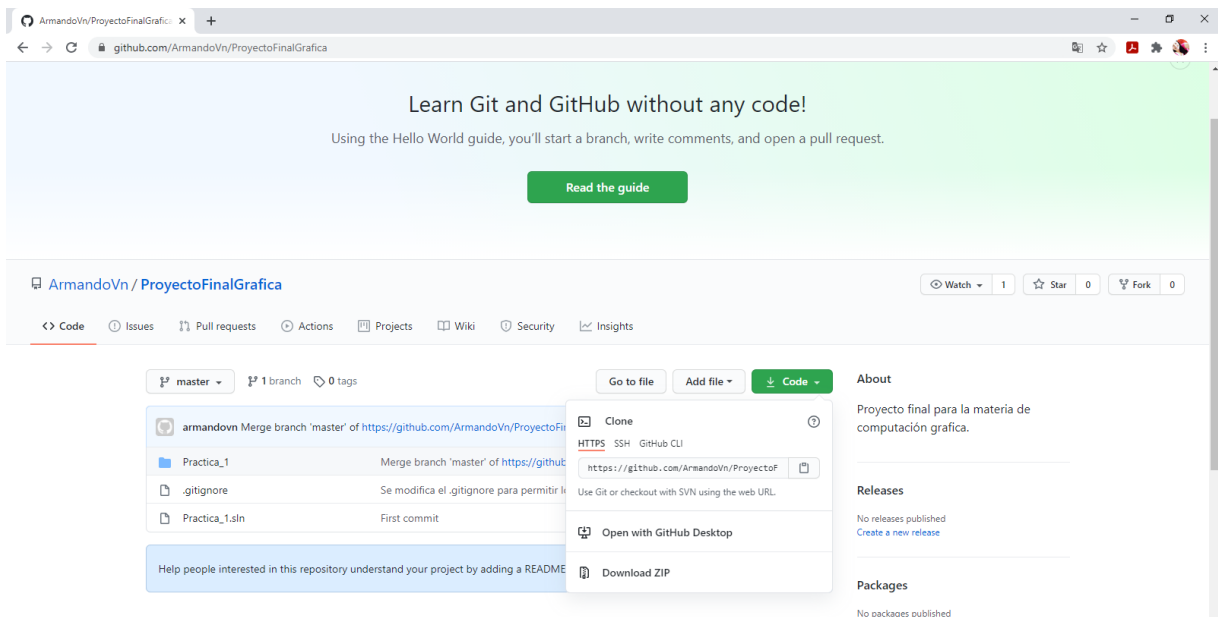 ArmandoVn/ProyectoFinalGrafica
github.com/ArmandoVn/ProyectoFinalGrafica
Learn Git and GitHub without any code!
Using the Hello World guide, you'll start a branch, write comments, and open a pull request.
Read the guide
ArmandoVn / ProyectoFinalGrafica
Watch 1 Star 0 Fork 0
<> Code Issues Pull requests Actions Projects Wiki Security Insights
master 1 branch 0 tags Go to file Add file Code
armandovn Merge branch 'master' of https://github.com/ArmandoVn/ProyectoFi
Practica_1 Merge branch 'master' of https://github
.gitignore Se modifica el .gitignore para permitir
Practica_1.sln First commit
Help people interested in this repository understand your project by adding a README
Clone
HTTPS SSH GitHub CLI
https://github.com/ArmandoVn/ProyectoF
Use Git or checkout with SVN using the web URL.
Open with GitHub Desktop
Download ZIP
About
Proyecto final para la materia de
computación grafica.
Releases
No releases published
Create a new release
Packages
No packages published